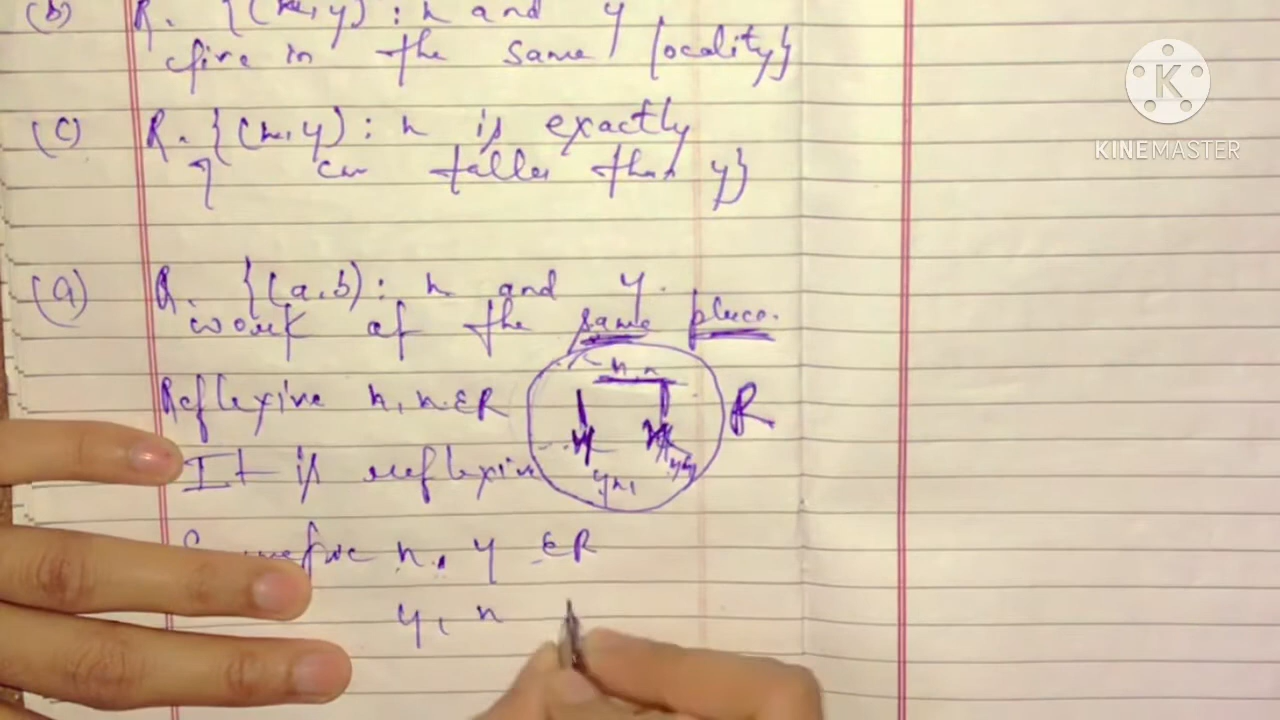 (b) R. {(x, y) : x and y
live in the same locality}
(c) R. {(x, y) : x is exactly
7 cm taller than y}
(a) R. {(a, b) : x and y.
work at the same place.
Reflexive x, x ∈ R
x, x
R
It is reflexive
y x,
x, y ∈ R
y, x
K
KINEMASTER